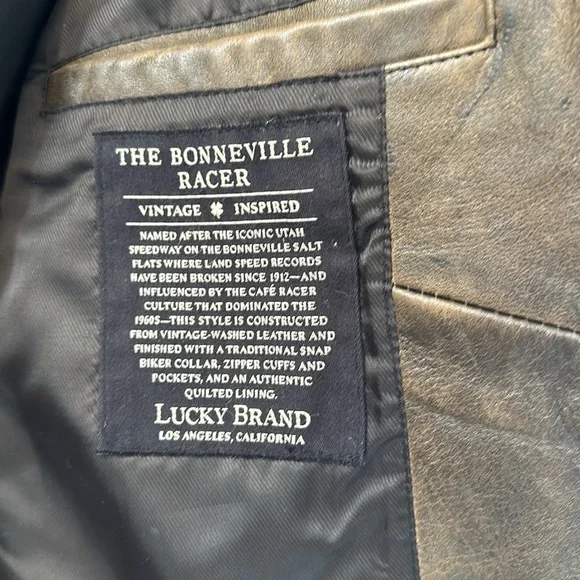 THE BONNEVILLE
RACER
VINTAGE INSPIRED
NAMED AFTER THE ICONIC UTAH
SPEEDWAY ON THE BONNEVILLE SALT
FLATS WHERE LAND SPEED RECORDS
HAVE BEEN BROKEN SINCE 1912—AND
INFLUENCED BY THE CAFÉ RACER
CULTURE THAT DOMINATED THE
1960S—THIS STYLE IS CONSTRUCTED
FROM VINTAGE-WASHED LEATHER AND
FINISHED WITH A TRADITIONAL SNAP
BIKER COLLAR, ZIPPER CUFFS AND
POCKETS, AND AN AUTHENTIC
QUILTED LINING.
LUCKY BRAND
LOS ANGELES, CALIFORNIA